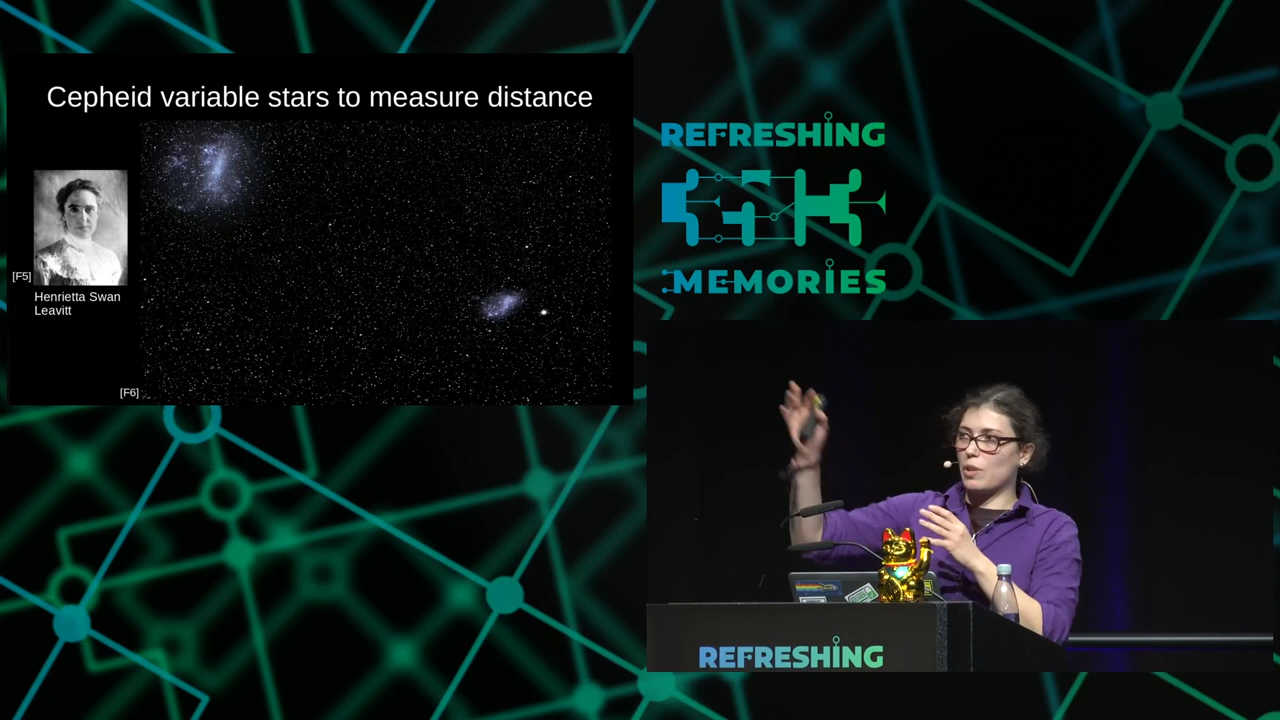 Cepheid variable stars to measure distance
[F5]
Henrietta Swan
Leavitt
[F6]
REFRESHING
MEMORIES
REFRESHING